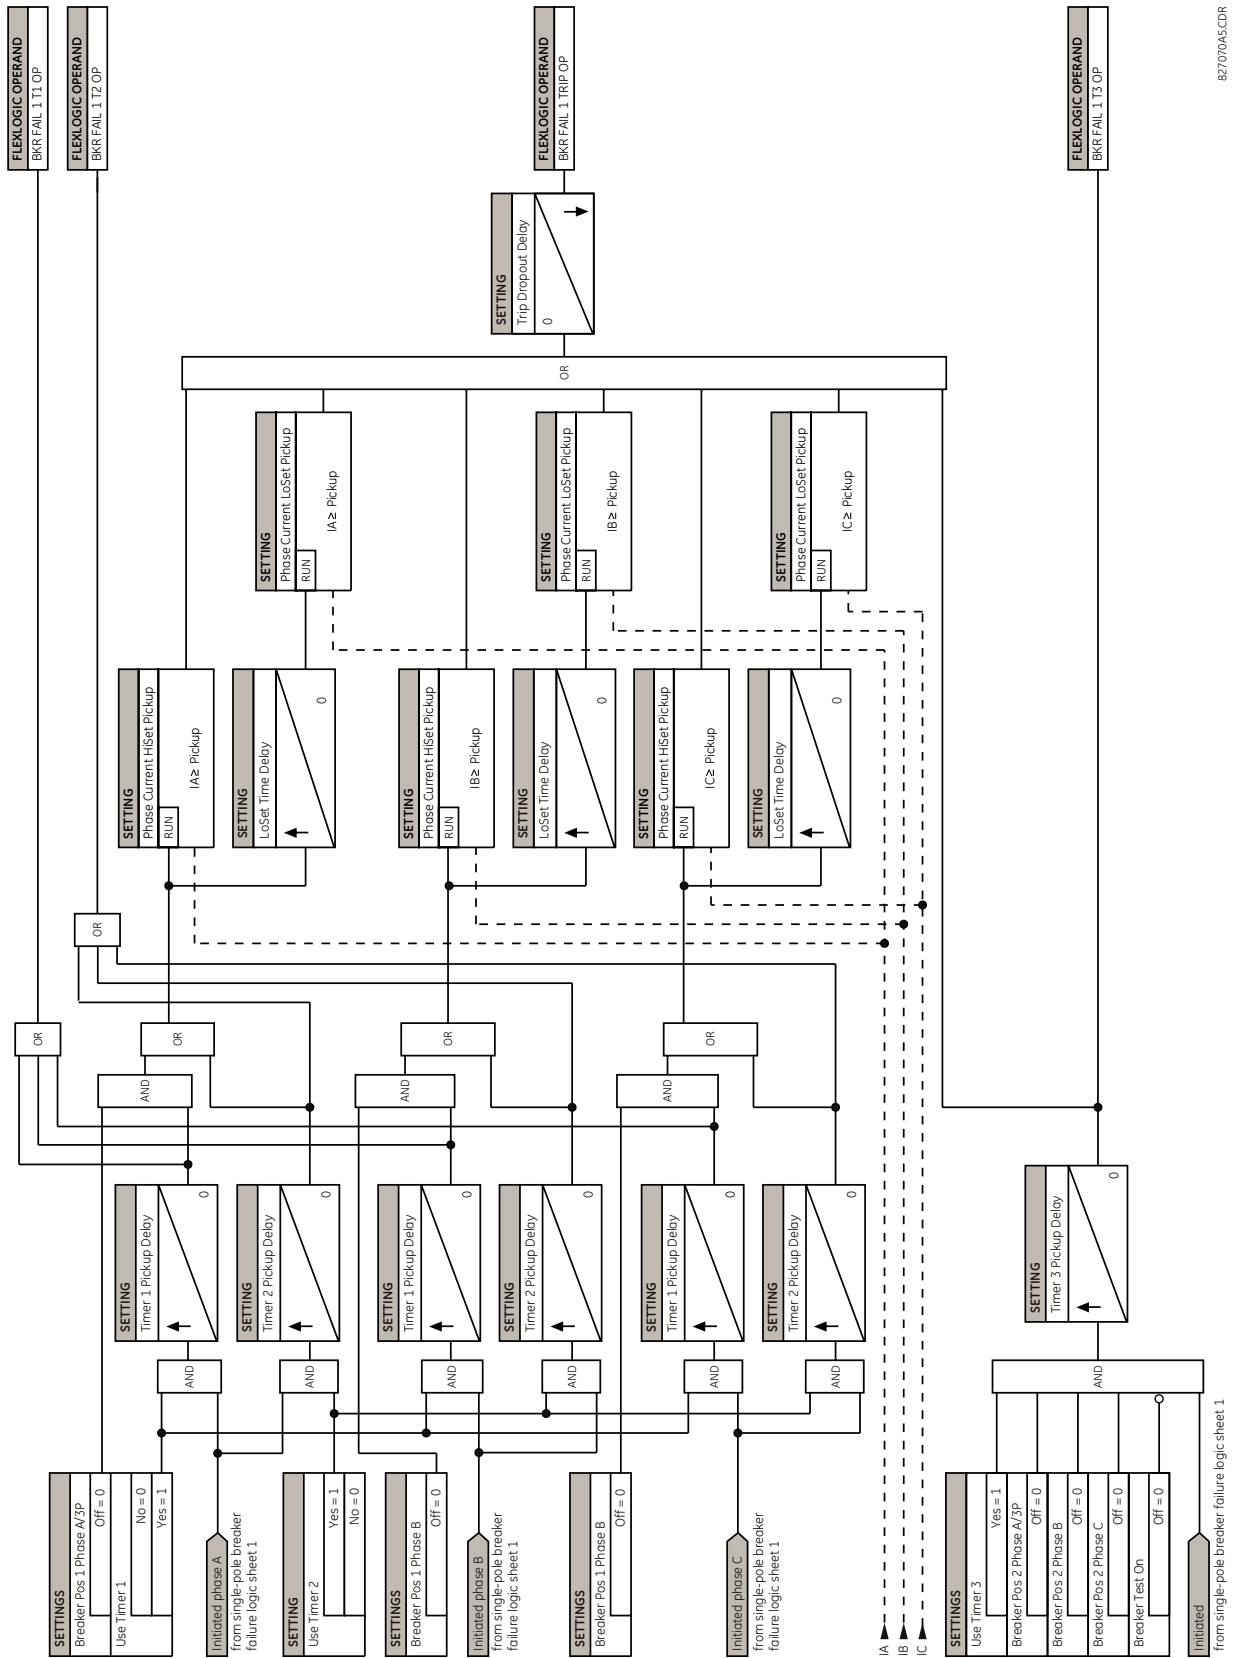 SETTINGS
Breaker Pos 1 Phase A/3P
Off = 0
Use Timer 1
No = 0
Yes = 1
Initiated phase A
from single-pole breaker
failure logic sheet 1
SETTING
Use Timer 2
Yes = 1
No = 0
SETTINGS
Breaker Pos 1 Phase B
Off = 0
Initiated phase B
from single-pole breaker
failure logic sheet 1
SETTINGS
Breaker Pos 1 Phase B
Off = 0
Initiated phase C
from single-pole breaker
failure logic sheet 1
IA
IB
IC
SETTINGS
Use Timer 3
Yes = 1
Breaker Pos 2 Phase A/3P
Off = 0
Breaker Pos 2 Phase B
Off = 0
Breaker Pos 2 Phase C
Off = 0
Breaker Test On
Off = 0
Initiated
from single-pole breaker failure logic sheet 1
AND
AND
AND
AND
AND
AND
AND
SETTING
Timer 1 Pickup Delay
0
SETTING
Timer 2 Pickup Delay
0
SETTING
Timer 1 Pickup Delay
0
SETTING
Timer 2 Pickup Delay
0
SETTING
Timer 1 Pickup Delay
0
SETTING
Timer 2 Pickup Delay
0
SETTING
Timer 3 Pickup Delay
0
AND
AND
AND
OR
OR
OR
OR
OR
SETTING
Phase Current HiSet Pickup
RUN
IA ≥ Pickup
SETTING
LoSet Time Delay
0
SETTING
Phase Current HiSet Pickup
RUN
IB ≥ Pickup
SETTING
LoSet Time Delay
0
SETTING
Phase Current HiSet Pickup
RUN
IC ≥ Pickup
SETTING
LoSet Time Delay
0
SETTING
Phase Current LoSet Pickup
RUN
IA ≥ Pickup
SETTING
Phase Current LoSet Pickup
RUN
IB ≥ Pickup
SETTING
Phase Current LoSet Pickup
RUN
IC ≥ Pickup
OR
SETTING
Trip Dropout Delay
0
FLEXLOGIC OPERAND
BKR FAIL 1 T1 OP
FLEXLOGIC OPERAND
BKR FAIL 1 T2 OP
FLEXLOGIC OPERAND
BKR FAIL 1 TRIP OP
FLEXLOGIC OPERAND
BKR FAIL 1 T3 OP
827070A5.CDR